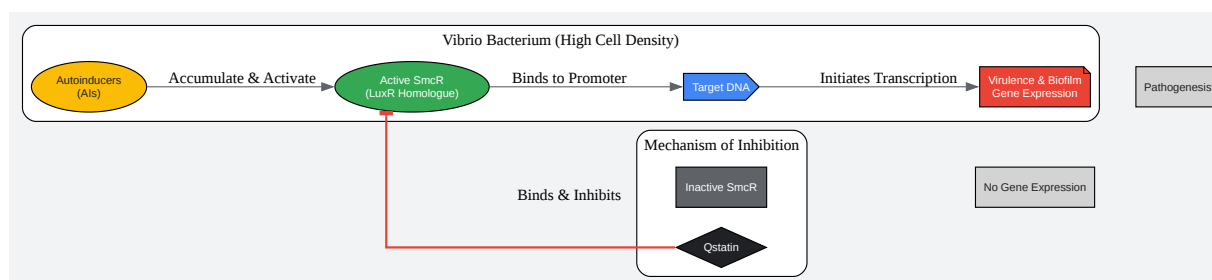 Vibrio Bacterium (High Cell Density)
Autoinducers
(AIs)
Accumulate & Activate
Active SmcR
(LuxR Homologue)
Binds to Promoter
Target DNA
Initiates Transcription
Virulence & Biofilm
Gene Expression
Pathogenesis
Mechanism of Inhibition
Inactive SmcR
No Gene Expression
Binds & Inhibits
Qstatin